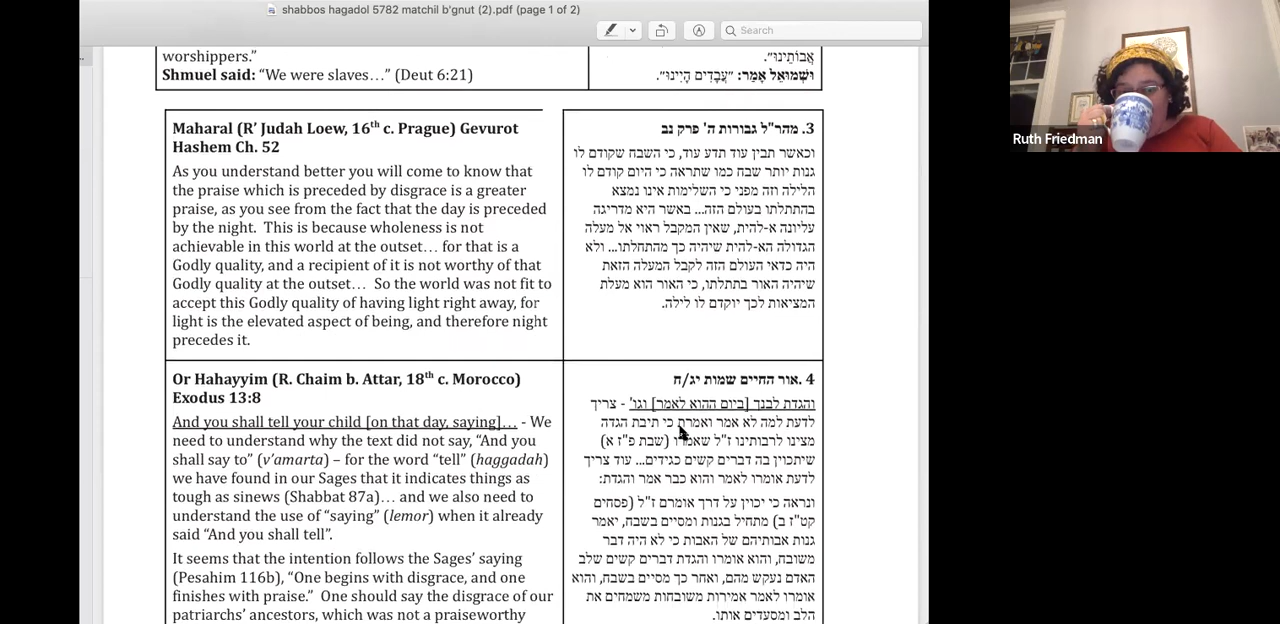 shabbos hagadol 5782 matchil b'gnut (2).pdf (page 1 of 2)
Search
worshippers.”
Shmuel said: “We were slaves…” (Deut 6:21)
אֲבוֹתֵינוּ״.
וּשְׁמוּאֵל אָמַר: ״עֲבָדִים הָיִינוּ״.
Maharal (R’ Judah Loew, 16th c. Prague) Gevurot
Hashem Ch. 52
As you understand better you will come to know that
the praise which is preceded by disgrace is a greater
praise, as you see from the fact that the day is preceded
by the night.  This is because wholeness is not
achievable in this world at the outset… for that is a
Godly quality, and a recipient of it is not worthy of that
Godly quality at the outset…  So the world was not fit to
accept this Godly quality of having light right away, for
light is the elevated aspect of being, and therefore night
precedes it.
3. מהר"ל גבורות ה' פרק נב
וכאשר תבין עוד תדע עוד, כי השבח שקודם לו
גנות יותר שבח כמו שתראה כי היום קודם לו
הלילה וזה מפני כי השלימות אינו נמצא
בהתחלתו בעולם הזה... באשר היא מדריגה
עליונה א-להית, שאין המקבל ראוי אל מעלה
הגדולה הא-להית שיהיה כך מהתחלתו... ולא
היה כדאי העולם הזה לקבל המעלה הזאת
שיהיה האור בתחלתו, כי האור הוא מעלת
המציאות לכך יוקדם לו לילה.
Or Hahayyim (R. Chaim b. Attar, 18th c. Morocco)
Exodus 13:8
And you shall tell your child [on that day, saying]… - We
need to understand why the text did not say, “And you
shall say to” (v’amarta) – for the word “tell” (haggadah)
we have found in our Sages that it indicates things as
tough as sinews (Shabbat 87a)… and we also need to
understand the use of “saying” (lemor) when it already
said “And you shall tell”.
It seems that the intention follows the Sages’ saying
(Pesahim 116b), “One begins with disgrace, and one
finishes with praise.”  One should say the disgrace of our
patriarchs’ ancestors, which was not a praiseworthy
4. אור החיים שמות יג/ח
והגדת לבנך [ביום ההוא לאמר] וגו' - צריך
לדעת למה לא אמר ואמרת כי תיבת הגדה
מצינו לרבותינו ז"ל שאמרו (שבת פ"ז א)
שיתכוין בה דברים קשים כגידים... עוד צריך
לדעת אומרו לאמר והוא כבר אמר והגדת:
ונראה כי יכוין על דרך אומרם ז"ל (פסחים
קט"ז ב) מתחיל בגנות ומסיים בשבח, יאמר
גנות אבותיהם של האבות כי לא היה דבר
משובח, והוא אומרו והגדת דברים קשים שלב
האדם נעקש מהם, ואחר כך מסיים בשבח, והוא
אומרו לאמר אמירות משובחות משמחים את
הלב ומסעדים אותו.
Ruth Friedman